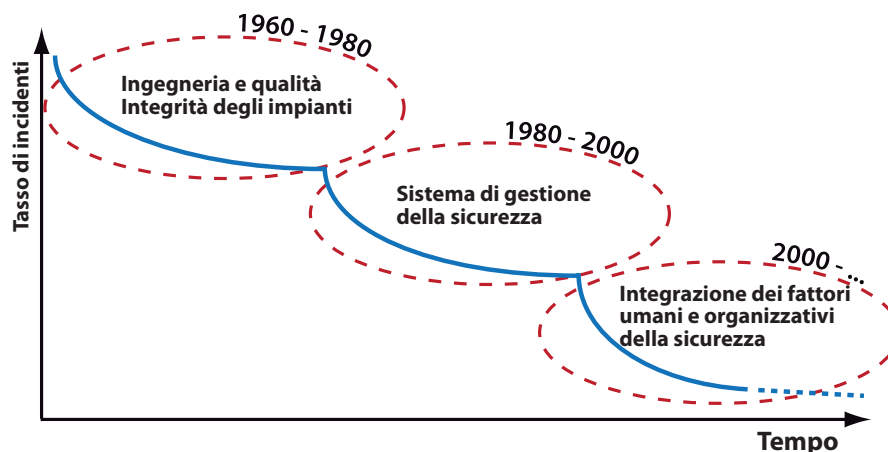 Tasso di incidenti
1960 - 1980
Ingegneria e qualità
Integrità degli impianti
1980 - 2000
Sistema di gestione
della sicurezza
2000 - ...
Integrazione dei fattori
umani e organizzativi
della sicurezza
Tempo